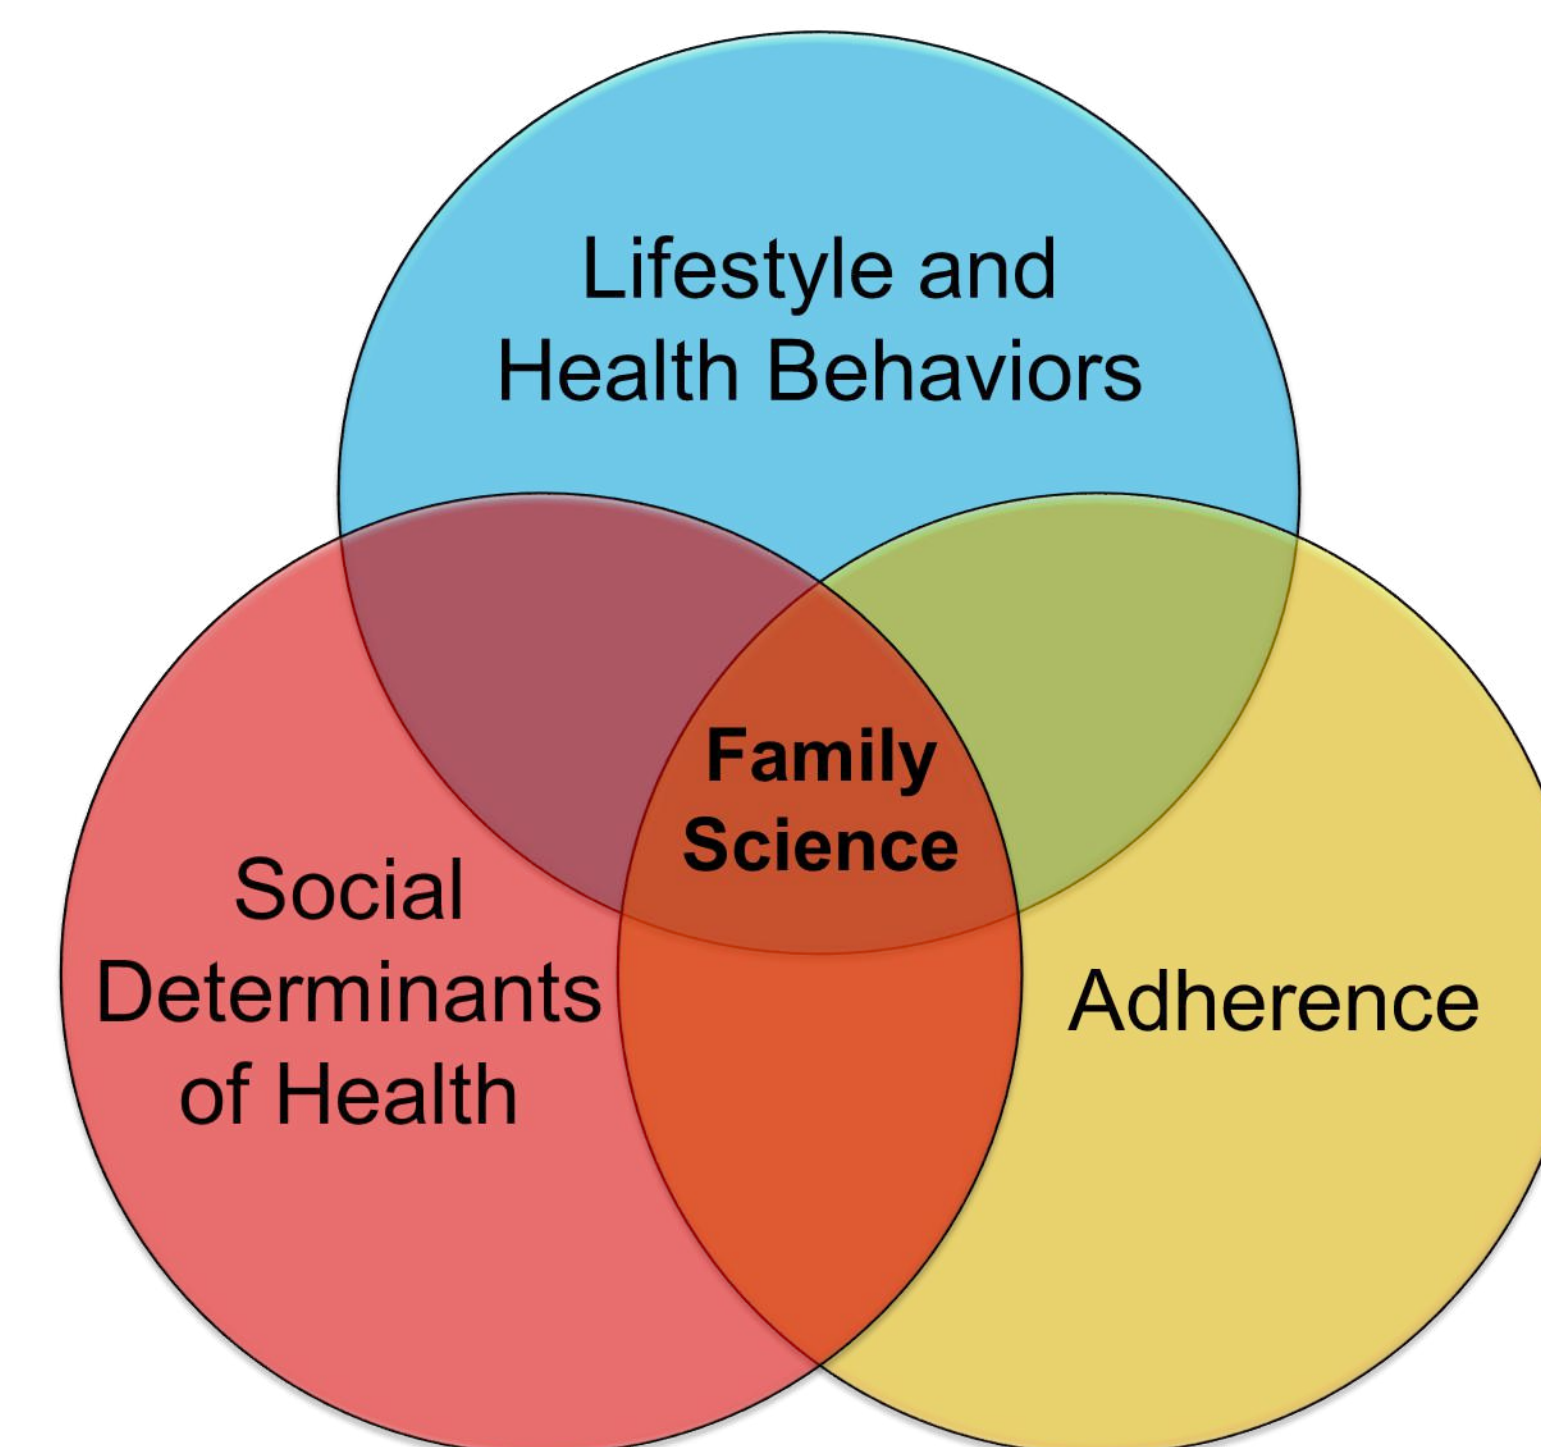 Lifestyle and
Health Behaviors
Family
Science
Social
Determinants
of Health
Adherence